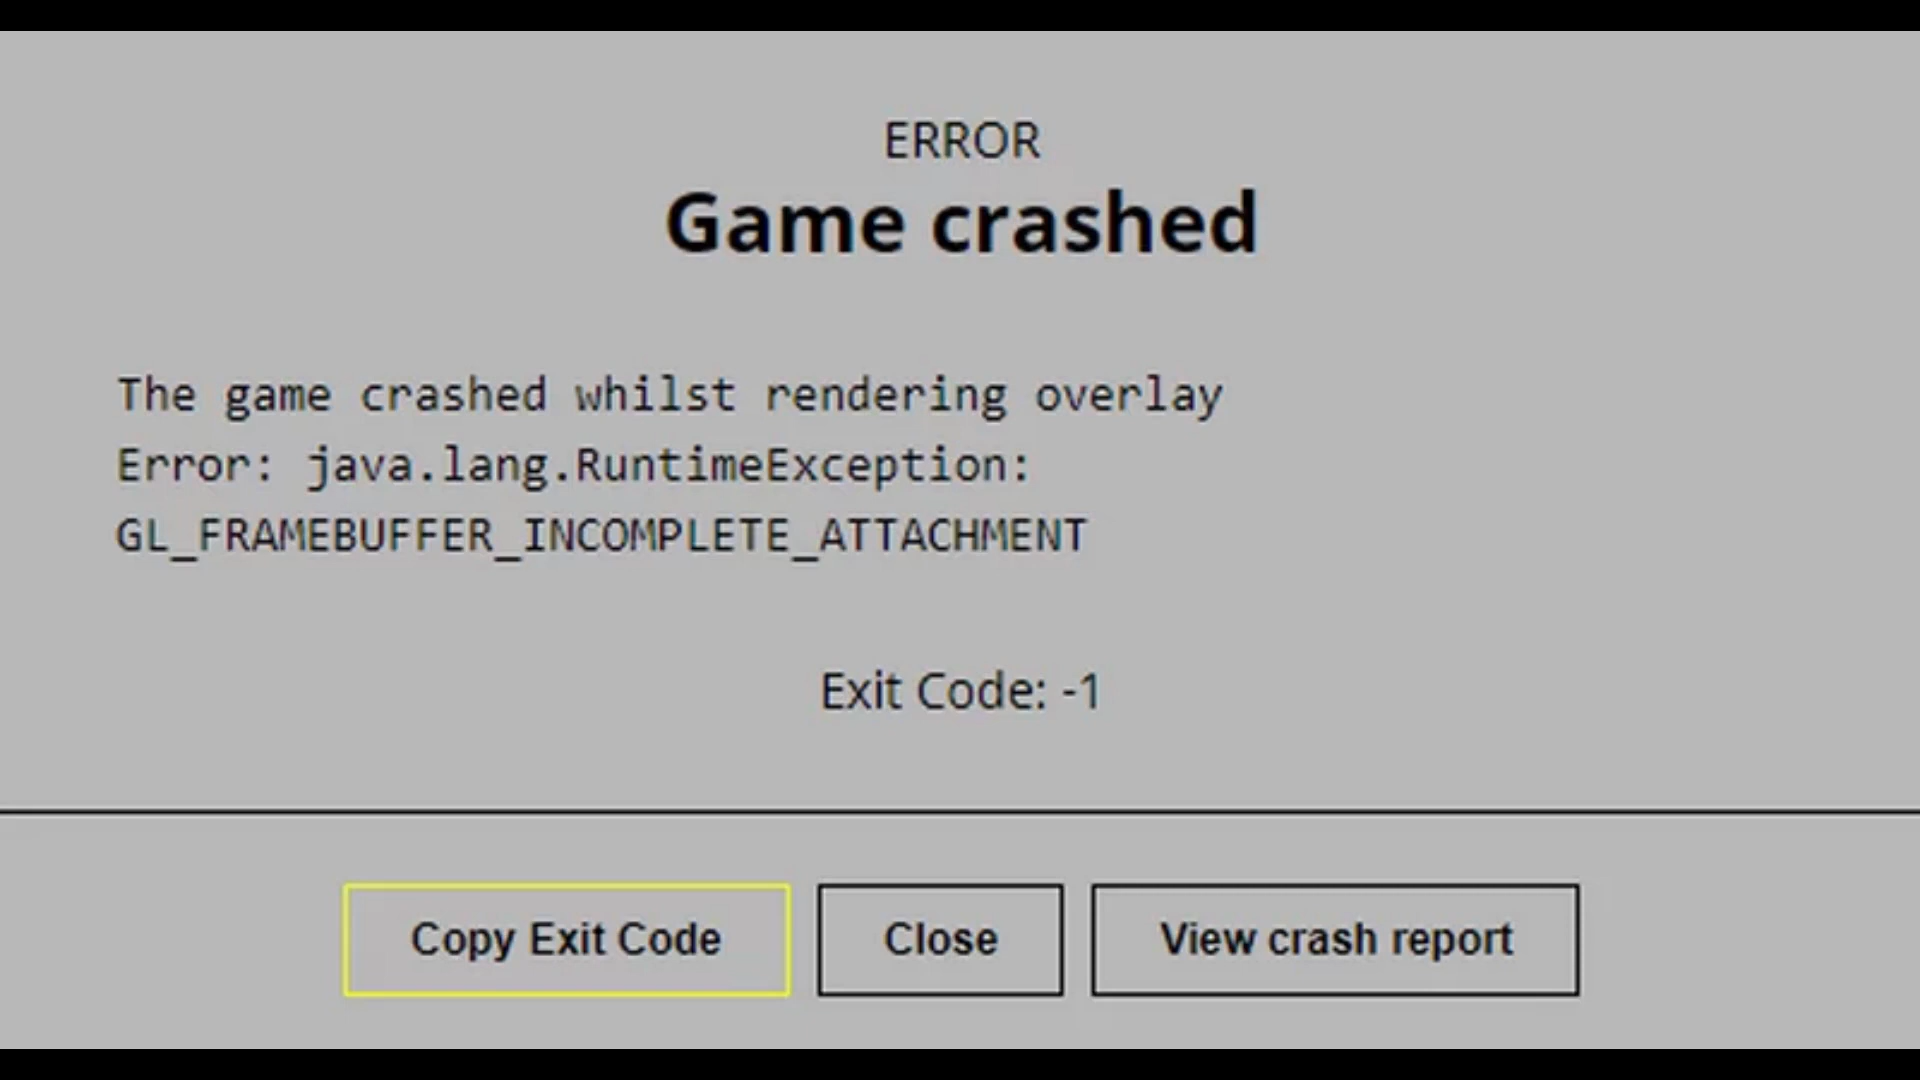 ERROR
Game crashed
The game crashed whilst rendering overlay
Error: java.lang.RuntimeException:
GL_FRAMEBUFFER_INCOMPLETE_ATTACHMENT
Exit Code: -1
Copy Exit Code
Close
View crash report